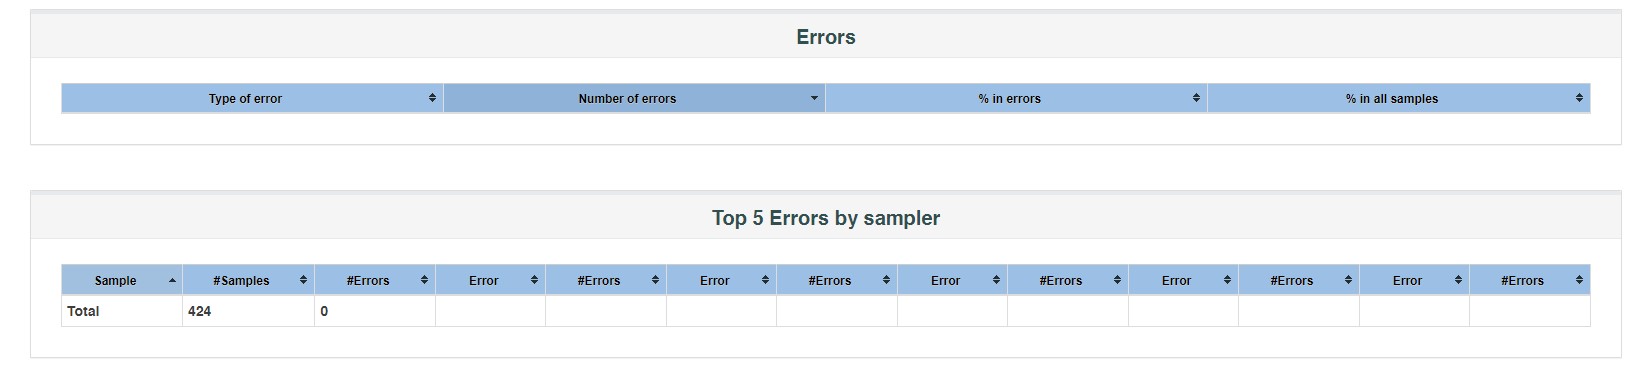 Errors
Type of error Number of errors % in errors % in all samples
Top 5 Errors by sampler
Sample #Samples #Errors Error #Errors Error #Errors Error #Errors Error #Errors Error #Errors
Total 424 0